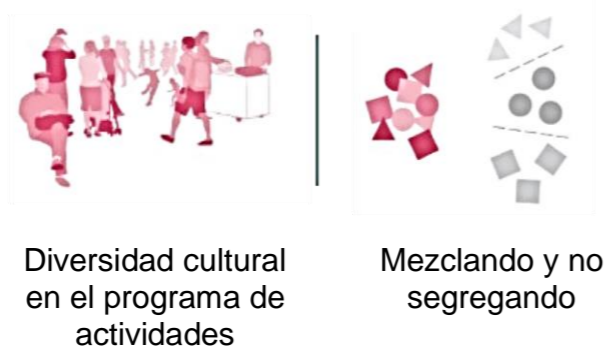 Diversidad cultural
en el programa de
actividades
Mezclando y no
segregando